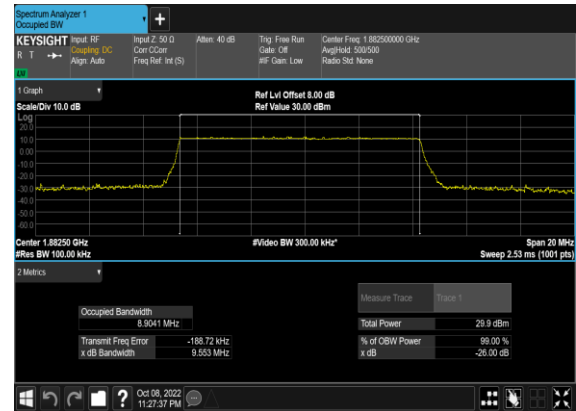 Spectrum Analyzer 1
Occupied BW
KEYSIGHT Input: RF Input Z: 50 Ω Atten: 40 dB Trig: Free Run Center Freq: 1.882500000 GHz
R T Coupling: DC Corr CCorr Gate: Off Avg|Hold: 500/500
Align: Auto Freq Ref: Int (S) #IF Gain: Low Radio Std: None
1 Graph
Ref Lvl Offset 8.00 dB
Scale/Div 10.0 dB Ref Value 30.00 dBm
Log
20.0
10.0
0.00
-10.0
-20.0
-30.0
-40.0
-50.0
-60.0
Center 1.88250 GHz #Video BW 300.00 kHz* Span 20 MHz
#Res BW 100.00 kHz Sweep 2.53 ms (1001 pts)
2 Metrics
Measure Trace Trace 1
Occupied Bandwidth
8.9041 MHz Total Power 29.9 dBm
Transmit Freq Error -188.72 kHz % of OBW Power 99.00 %
x dB Bandwidth 9.553 MHz x dB -26.00 dB
? Oct 08, 2022
11:27:37 PM